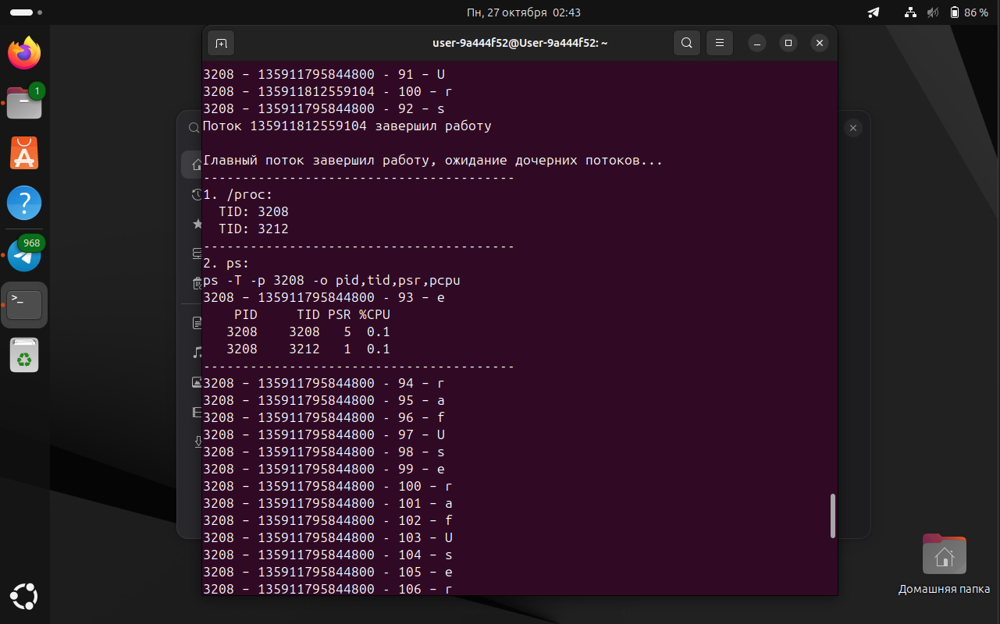 Пн, 27 октября 02:43
86 %
user-9a444f52@User-9a444f52: ~
1
968
3208 – 135911795844800 - 91 – U
3208 – 135911812559104 - 100 – r
3208 – 135911795844800 - 92 – s
Поток 135911812559104 завершил работу
Главный поток завершил работу, ожидание дочерних потоков...
----------------------------------------
1. /proc:
TID: 3208
TID: 3212
----------------------------------------
2. ps:
ps -T -p 3208 -o pid,tid,psr,pcpu
3208 – 135911795844800 - 93 – e
PID TID PSR %CPU
3208 3208 5 0.1
3208 3212 1 0.1
----------------------------------------
3208 – 135911795844800 - 94 – r
3208 – 135911795844800 - 95 – a
3208 – 135911795844800 - 96 – f
3208 – 135911795844800 - 97 – U
3208 – 135911795844800 - 98 – s
3208 – 135911795844800 - 99 – e
3208 – 135911795844800 - 100 – r
3208 – 135911795844800 - 101 – a
3208 – 135911795844800 - 102 – f
3208 – 135911795844800 - 103 – U
3208 – 135911795844800 - 104 – s
3208 – 135911795844800 - 105 – e
3208 – 135911795844800 - 106 – r
Домашняя папка